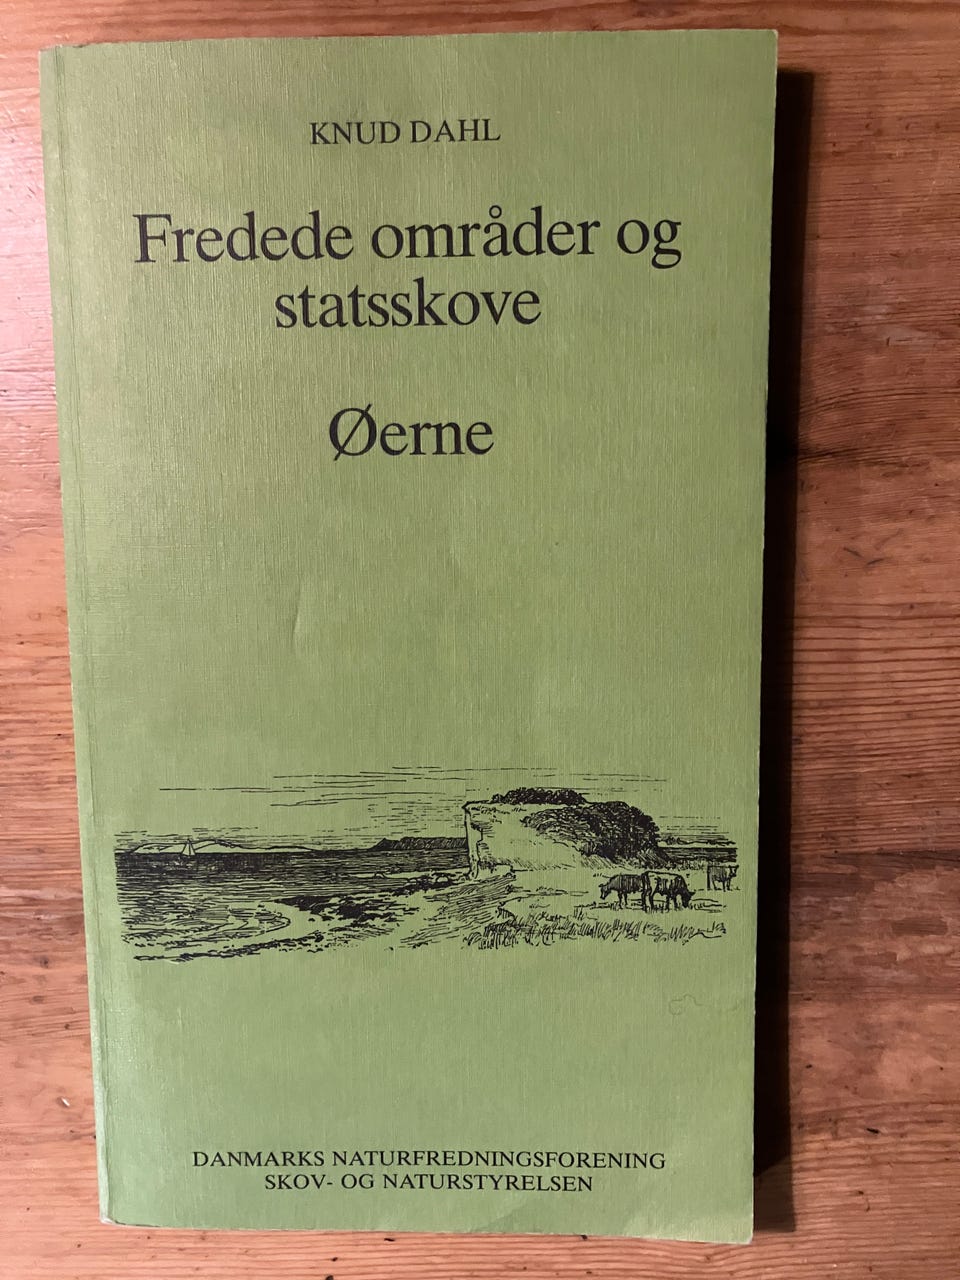 KNUD DAHL
Fredede områder og
statsskove
Øerne
DANMARKS NATURFREDNINGSFORENING
SKOV- OG NATURSTYRELSEN